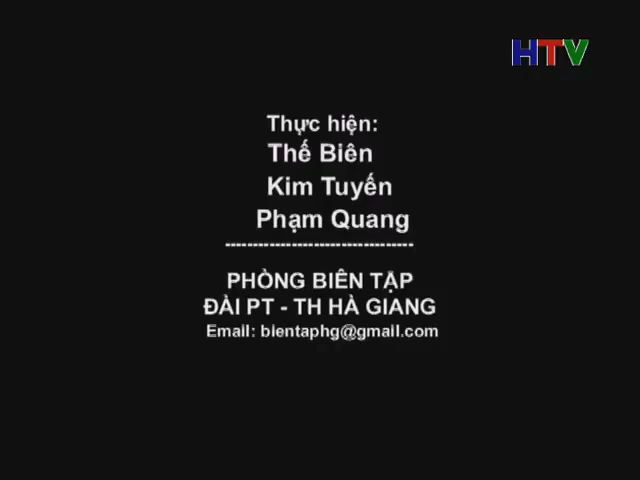 HTV
Thực hiện:
Thế Biên
Kim Tuyến
Phạm Quang
----------------------------------
PHÒNG BIÊN TẬP
ĐÀI PT - TH HÀ GIANG
Email: bientaphg@gmail.com